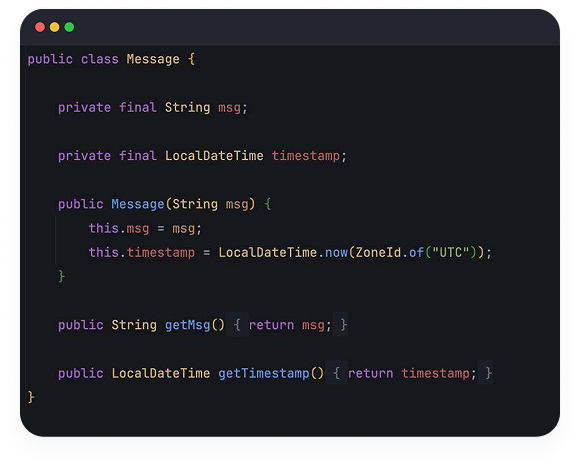 public class Message {
private final String msg;
private final LocalDateTime timestamp;
public Message(String msg) {
this.msg = msg;
this.timestamp = LocalDateTime.now(ZoneId.of("UTC"));
}
public String getMsg() { return msg; }
public LocalDateTime getTimestamp() { return timestamp; }
}